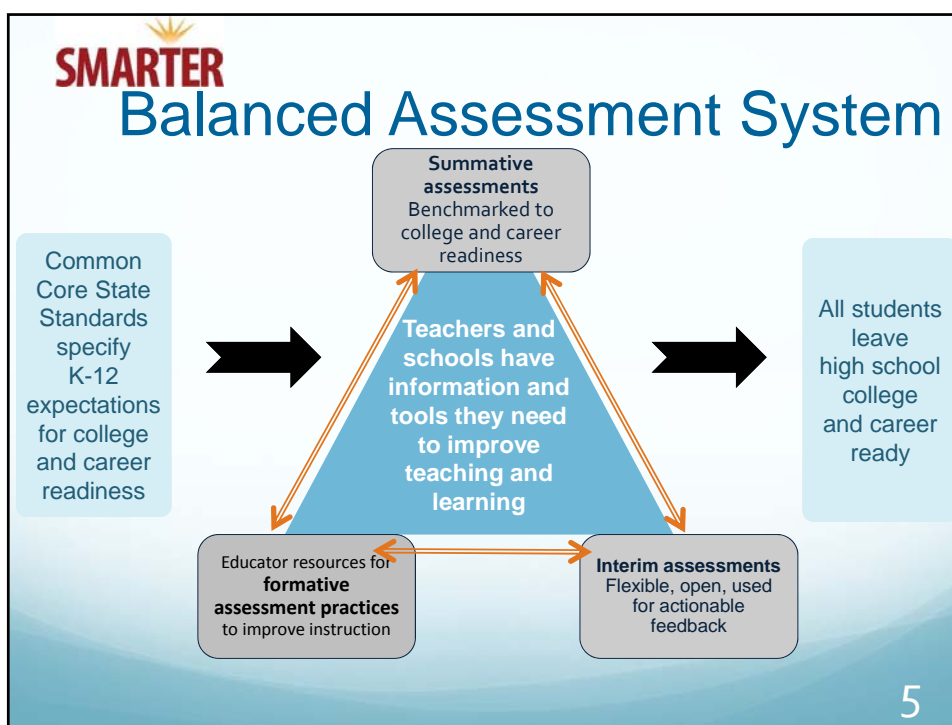 SMARTER
Balanced Assessment System
Summative
assessments
Benchmarked to
college and career
readiness
Common
Core State
Standards
specify
K-12
expectations
for college
and career
readiness
Teachers and
schools have
information and
tools they need
to improve
teaching and
learning
All students
leave
high school
college
and career
ready
Educator resources for
formative
assessment practices
to improve instruction
Interim assessments
Flexible, open, used
for actionable
feedback
5